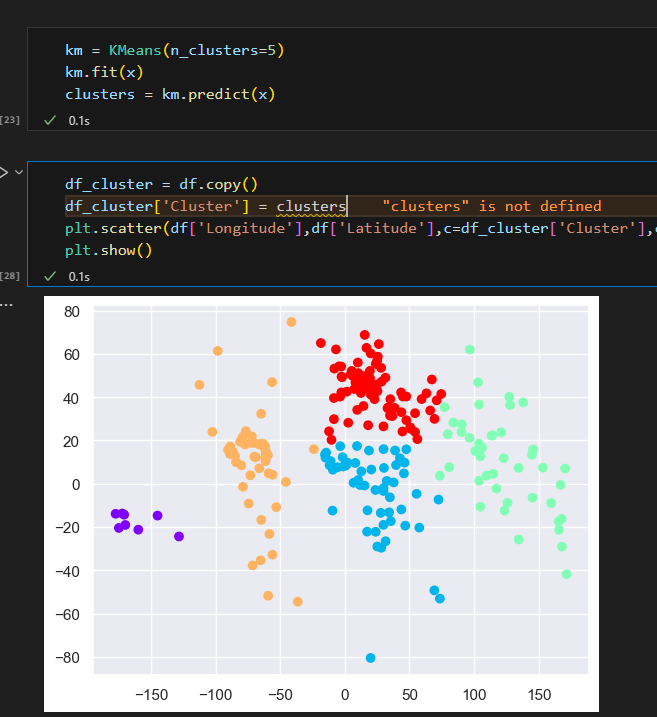 km = KMeans(n_clusters=5)
km.fit(x)
clusters = km.predict(x)
[23]
0.1s
df_cluster = df.copy()
df_cluster['Cluster'] = clusters "clusters" is not defined
plt.scatter(df['Longitude'],df['Latitude'],c=df_cluster['Cluster'],
plt.show()
[28]
0.1s
...
80
60
40
20
0
−20
−40
−60
−80
−150 −100 −50 0 50 100 150